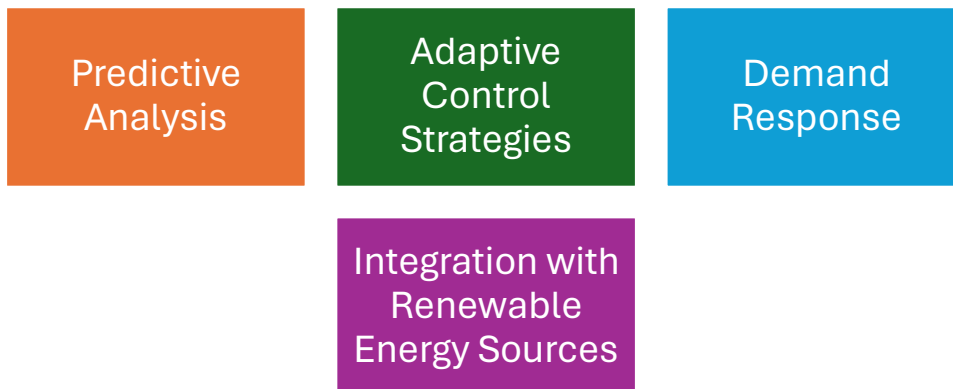 Predictive
Analysis
Adaptive
Control
Strategies
Demand
Response
Integration with
Renewable
Energy Sources